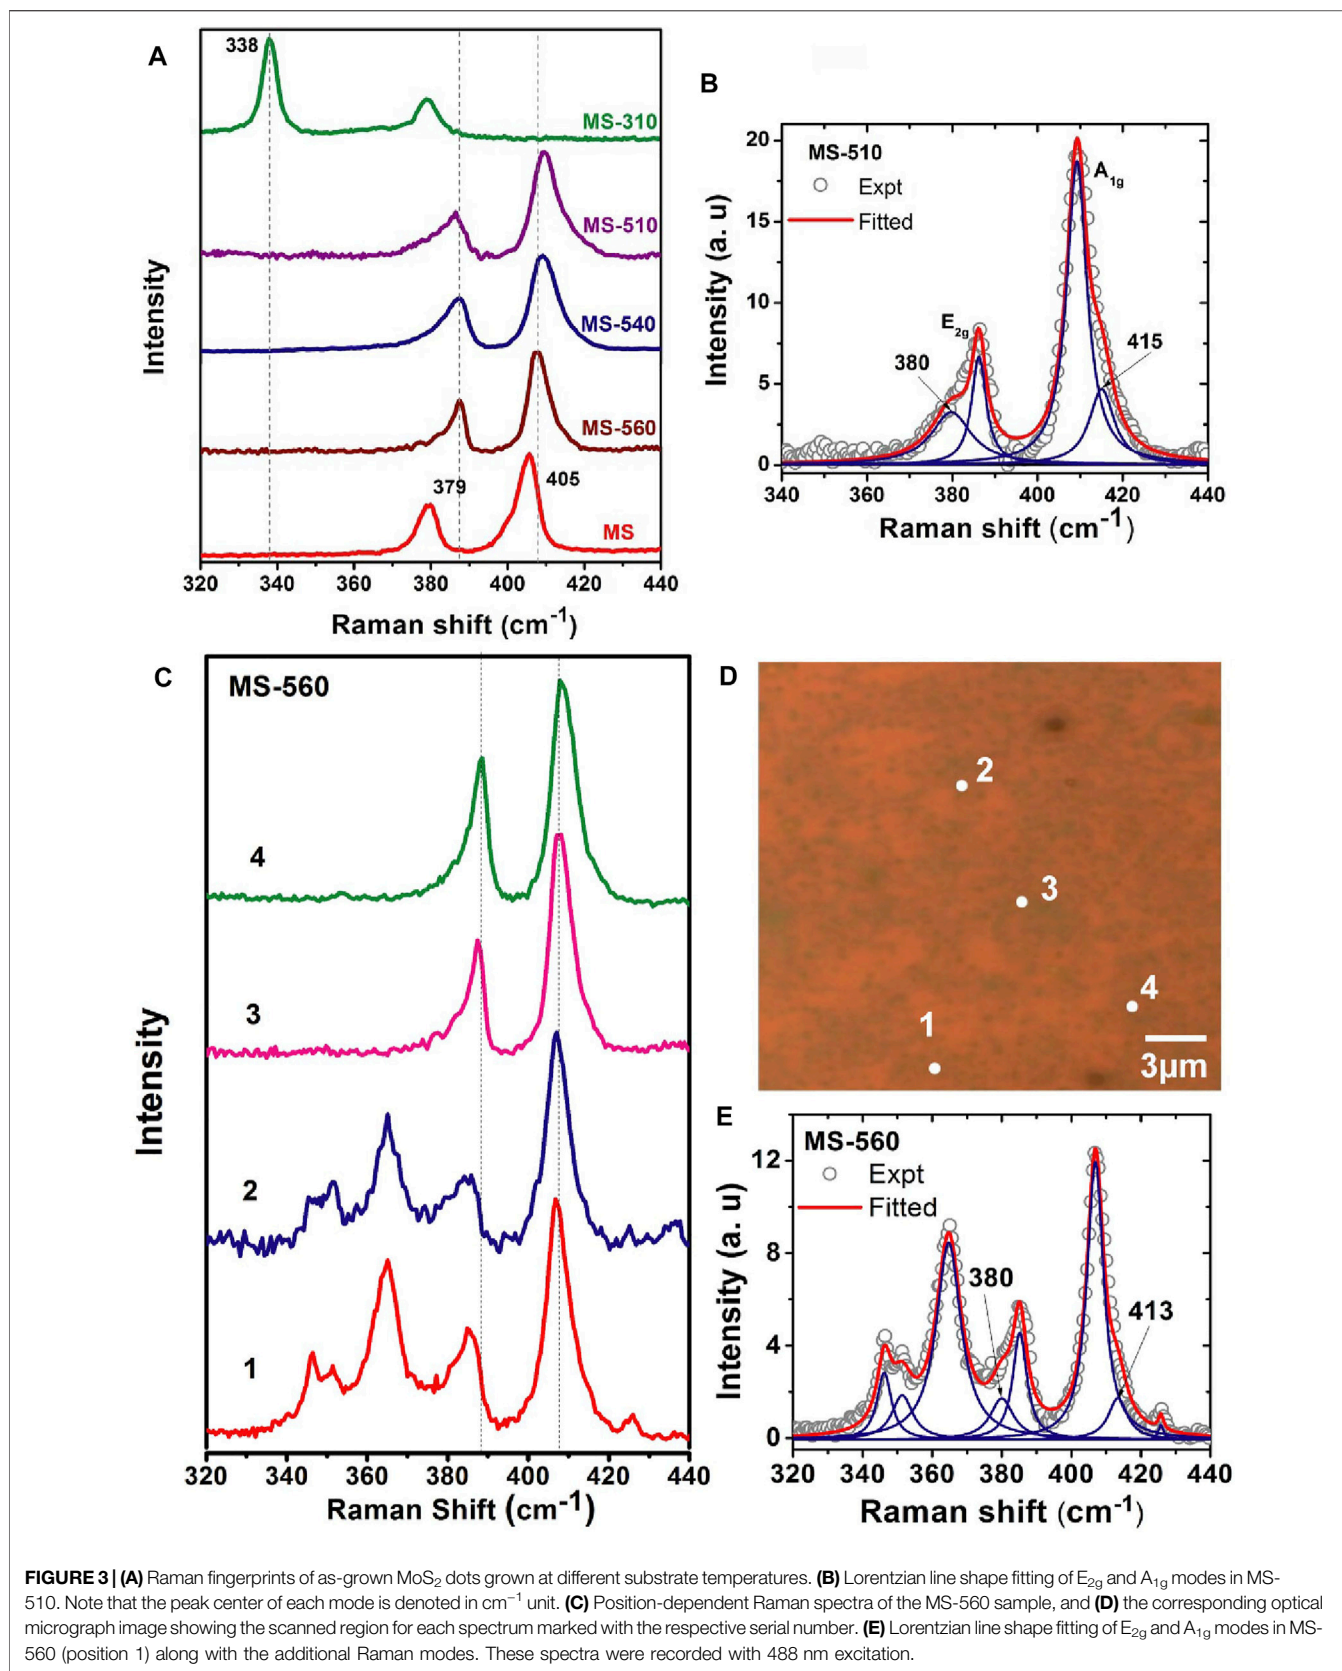 A
338
MS-310
MS-510
MS-540
MS-560
379
405
MS
Intensity
320 340 360 380 400 420 440
Raman shift (cm⁻¹)
B
MS-510
Expt
Fitted
A₁g
E₂g
380
415
20
15
10
5
0
Intensity (a. u)
340 360 380 400 420 440
Raman shift (cm⁻¹)
C
MS-560
4
3
2
1
Intensity
320 340 360 380 400 420 440
Raman Shift (cm⁻¹)
D
2
3
4
1
3μm
E
MS-560
Expt
Fitted
380
413
12
8
4
0
Intensity (a. u)
320 340 360 380 400 420 440
Raman shift (cm⁻¹)
FIGURE 3 | (A) Raman fingerprints of as-grown MoS₂ dots grown at different substrate temperatures. (B) Lorentzian line shape fitting of E₂g and A₁g modes in MS-
510. Note that the peak center of each mode is denoted in cm⁻¹ unit. (C) Position-dependent Raman spectra of the MS-560 sample, and (D) the corresponding optical
micrograph image showing the scanned region for each spectrum marked with the respective serial number. (E) Lorentzian line shape fitting of E₂g and A₁g modes in MS-
560 (position 1) along with the additional Raman modes. These spectra were recorded with 488 nm excitation.